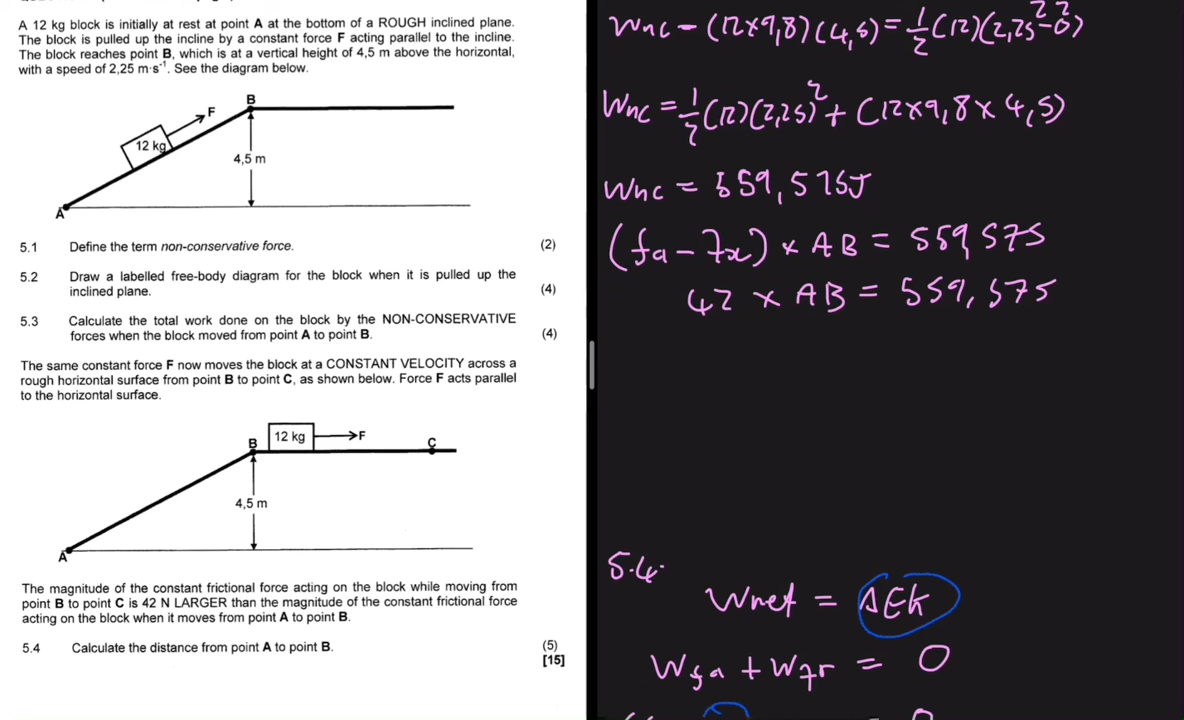 A 12 kg block is initially at rest at point A at the bottom of a ROUGH inclined plane.
The block is pulled up the incline by a constant force F acting parallel to the incline.
The block reaches point B, which is at a vertical height of 4,5 m above the horizontal,
with a speed of 2,25 m·s⁻¹. See the diagram below.
B
F
12 kg
4,5 m
A
5.1 Define the term non-conservative force. (2)
5.2 Draw a labelled free-body diagram for the block when it is pulled up the
inclined plane. (4)
5.3 Calculate the total work done on the block by the NON-CONSERVATIVE
forces when the block moved from point A to point B. (4)
The same constant force F now moves the block at a CONSTANT VELOCITY across a
rough horizontal surface from point B to point C, as shown below. Force F acts parallel
to the horizontal surface.
B
12 kg
F
C
4,5 m
A
The magnitude of the constant frictional force acting on the block while moving from
point B to point C is 42 N LARGER than the magnitude of the constant frictional force
acting on the block when it moves from point A to point B.
5.4 Calculate the distance from point A to point B. (5)
[15]
Wnc - (12×9,8)(4,5) = 1/2 (12)(2,25² - 0²)
Wnc = 1/2 (12)(2,25)² + (12×9,8 × 4,5)
Wnc = 559,575J
(fa - fx) × AB = 559,575
42 × AB = 559,575
5.4.
Wnet = ΔEk
Wfa + Wfr = 0